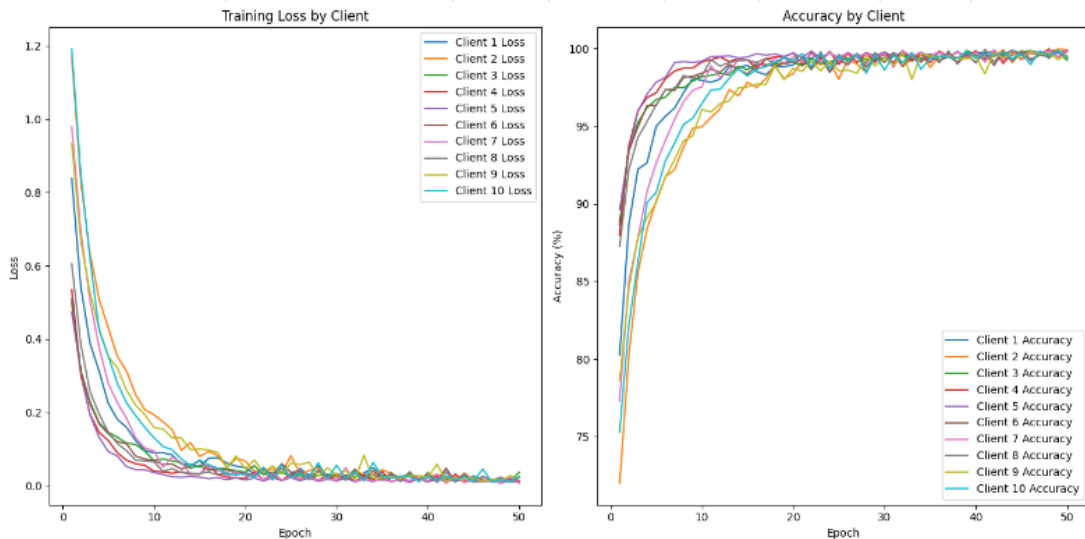 Training Loss by Client
1.2
1.0
0.8
0.6
0.4
0.2
0.0
Loss
0
10
20
30
40
50
Epoch
Client 1 Loss
Client 2 Loss
Client 3 Loss
Client 4 Loss
Client 5 Loss
Client 6 Loss
Client 7 Loss
Client 8 Loss
Client 9 Loss
Client 10 Loss
Accuracy by Client
100
95
90
85
80
75
Accuracy (%)
0
10
20
30
40
50
Epoch
Client 1 Accuracy
Client 2 Accuracy
Client 3 Accuracy
Client 4 Accuracy
Client 5 Accuracy
Client 6 Accuracy
Client 7 Accuracy
Client 8 Accuracy
Client 9 Accuracy
Client 10 Accuracy